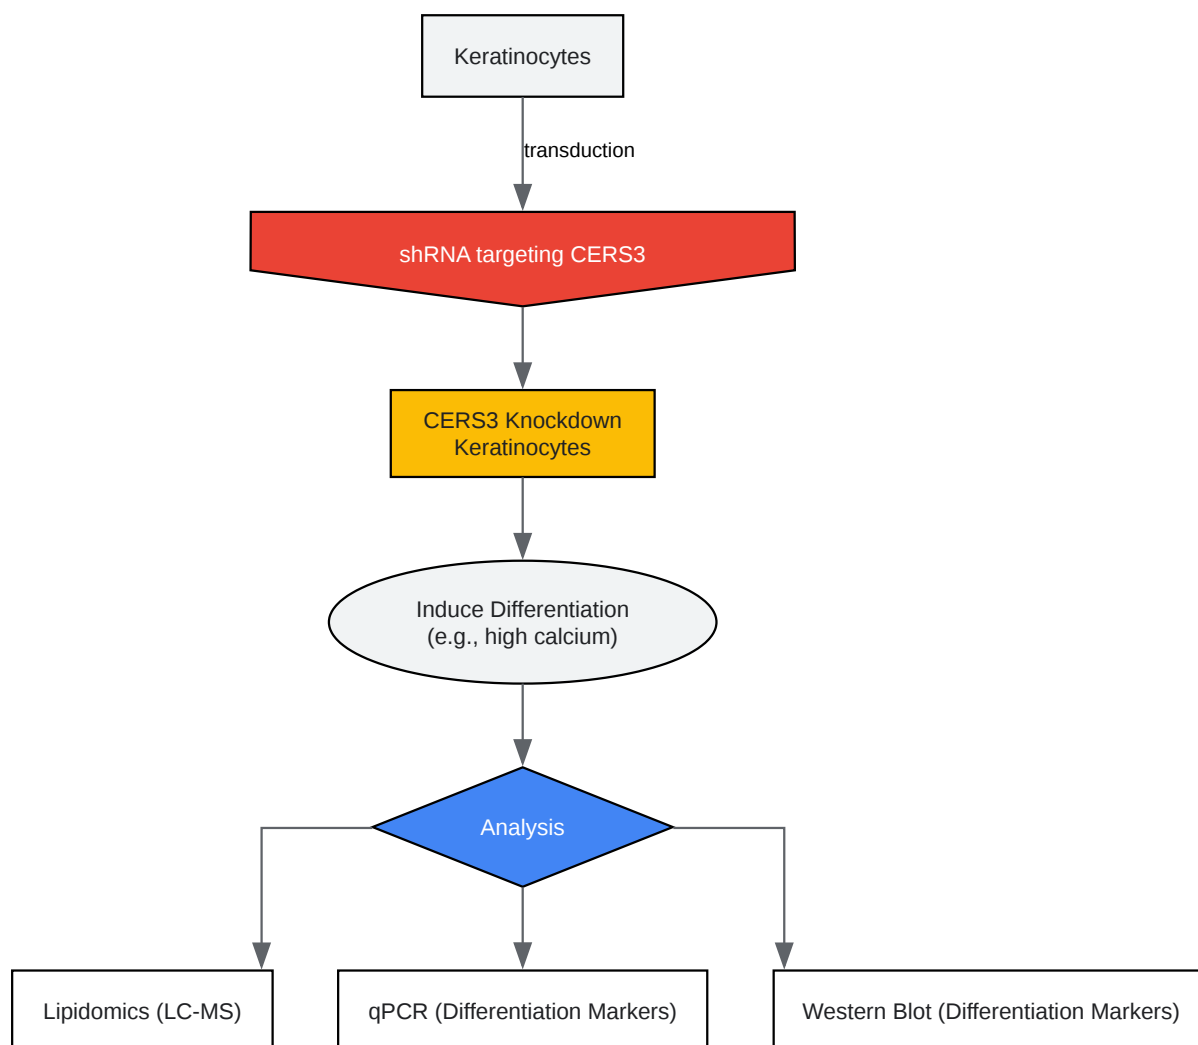 Keratinocytes
transduction
shRNA targeting CERS3
CERS3 Knockdown
Keratinocytes
Induce Differentiation
(e.g., high calcium)
Analysis
Lipidomics (LC-MS)
qPCR (Differentiation Markers)
Western Blot (Differentiation Markers)